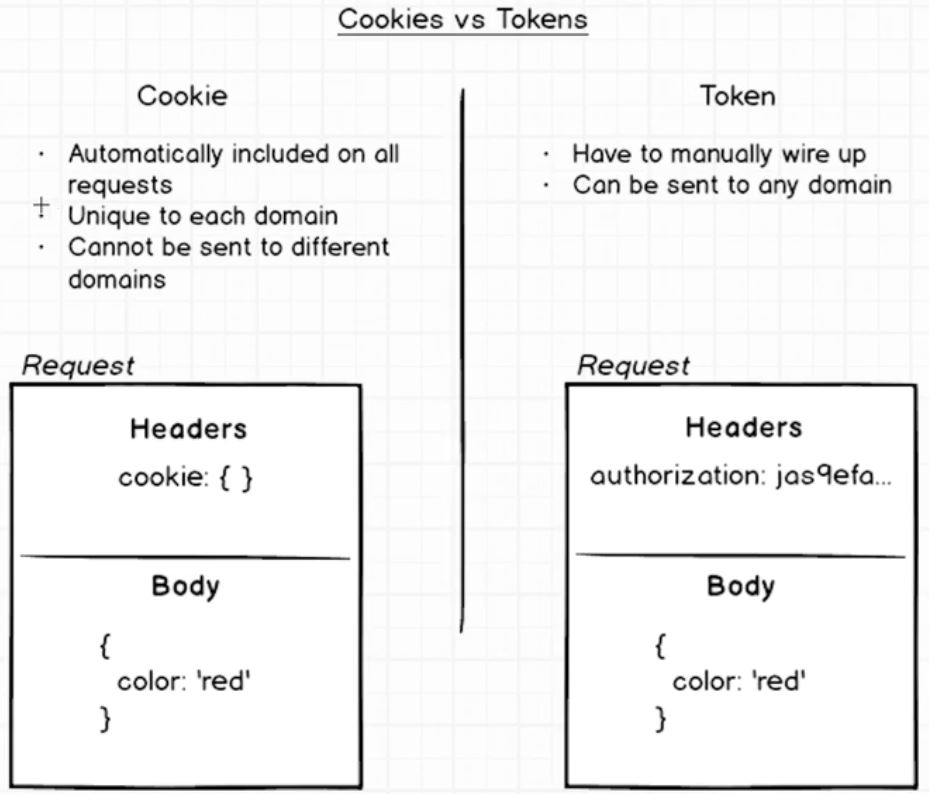 Cookies vs Tokens
Cookie
· Automatically included on all
requests
· Unique to each domain
· Cannot be sent to different
domains
Token
· Have to manually wire up
· Can be sent to any domain
Request
Headers
cookie: { }
Body
{
color: 'red'
}
Request
Headers
authorization: jas9efa...
Body
{
color: 'red'
}